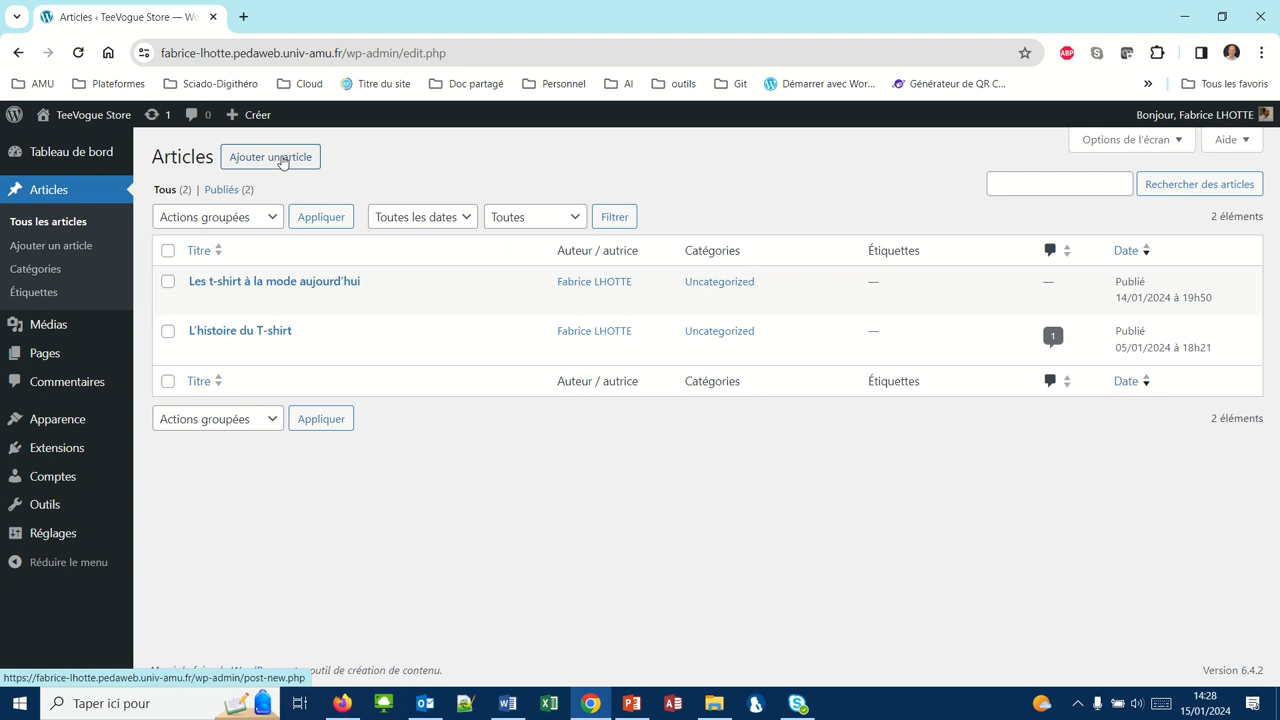 Articles ‹ TeeVogue Store — Wo
fabrice-lhotte.pedaweb.univ-amu.fr/wp-admin/edit.php
ABP
AMU
Plateformes
Sciado-Digithéro
Cloud
Titre du site
Doc partagé
Personnel
AI
outils
Git
Démarrer avec Wor...
Générateur de QR C...
»
Tous les favoris
TeeVogue Store
1
0
Créer
Bonjour, Fabrice LHOTTE
Tableau de bord
Articles
Tous les articles
Ajouter un article
Catégories
Étiquettes
Médias
Pages
Commentaires
Apparence
Extensions
Comptes
Outils
Réglages
Réduire le menu
Options de l'écran
Aide
Articles
Ajouter un article
Tous (2) | Publiés (2)
Rechercher des articles
Actions groupées
Appliquer
Toutes les dates
Toutes
Filtrer
2 éléments
Titre
Auteur / autrice
Catégories
Étiquettes
Date
Les t-shirt à la mode aujourd'hui
Fabrice LHOTTE
Uncategorized
—
—
Publié
14/01/2024 à 19h50
L'histoire du T-shirt
Fabrice LHOTTE
Uncategorized
—
1
Publié
05/01/2024 à 18h21
Titre
Auteur / autrice
Catégories
Étiquettes
Date
Actions groupées
Appliquer
2 éléments
outil de création de contenu.
Version 6.4.2
https://fabrice-lhotte.pedaweb.univ-amu.fr/wp-admin/post-new.php
Taper ici pour
14:28
15/01/2024